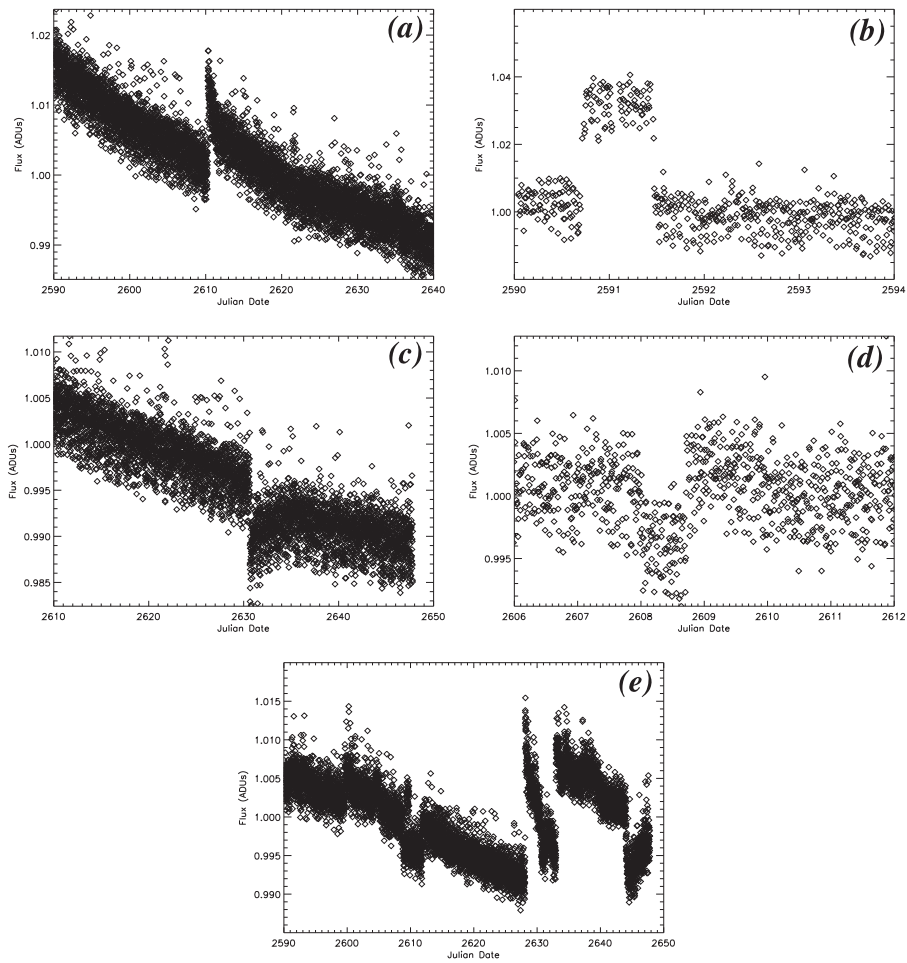 (a)
1.02
1.01
1.00
0.99
Flux (ADUs)
2590 2600 2610 2620 2630 2640
Julian Date
(b)
1.04
1.02
1.00
Flux (ADUs)
2590 2591 2592 2593 2594
Julian Date
(c)
1.010
1.005
1.000
0.995
0.990
0.985
Flux (ADUs)
2610 2620 2630 2640 2650
Julian Date
(d)
1.010
1.005
1.000
0.995
Flux (ADUs)
2606 2607 2608 2609 2610 2611 2612
Julian Date
(e)
1.015
1.010
1.005
1.000
0.995
0.990
Flux (ADUs)
2590 2600 2610 2620 2630 2640 2650
Julian Date